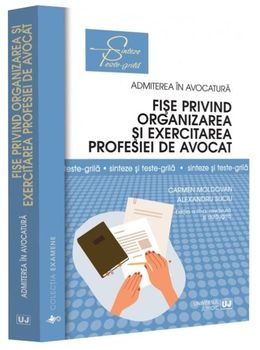 Sinteze
Teste-grilă
ADMITEREA ÎN AVOCATURĂ
FIȘE PRIVIND
ORGANIZAREA
ȘI EXERCITAREA
PROFESIEI DE AVOCAT
teste-grilă • sinteze și teste-grilă • sinteze și teste-grilă
CARMEN MOLDOVAN
ALEXANDRU SUCIU
UNIVERSUL
JURIDIC
UJ
FIȘE PRIVIND ORGANIZAREA ȘI
EXERCITAREA PROFESIEI DE AVOCAT
ADMITEREA ÎN AVOCATURĂ
COLECȚIA EXAMENE
UJ